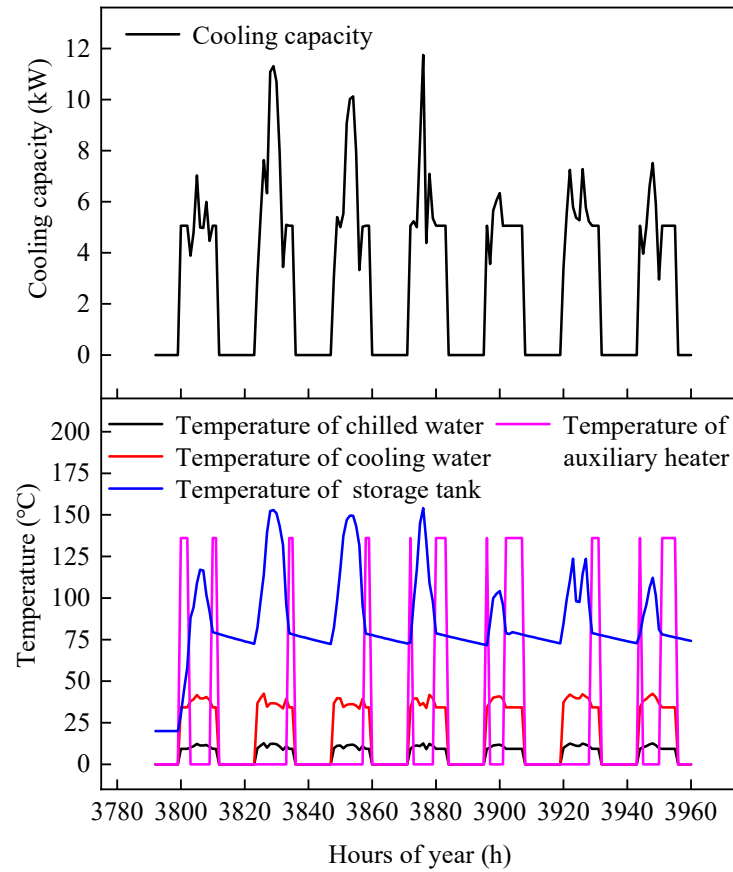 Cooling capacity
12
10
8
6
4
2
0
Cooling capacity (kW)
Temperature of chilled water
Temperature of cooling water
Temperature of  storage tank
Temperature of
auxiliary heater
200
175
150
125
100
75
50
25
0
Temperature (℃)
3780 3800 3820 3840 3860 3880 3900 3920 3940 3960
Hours of year (h)